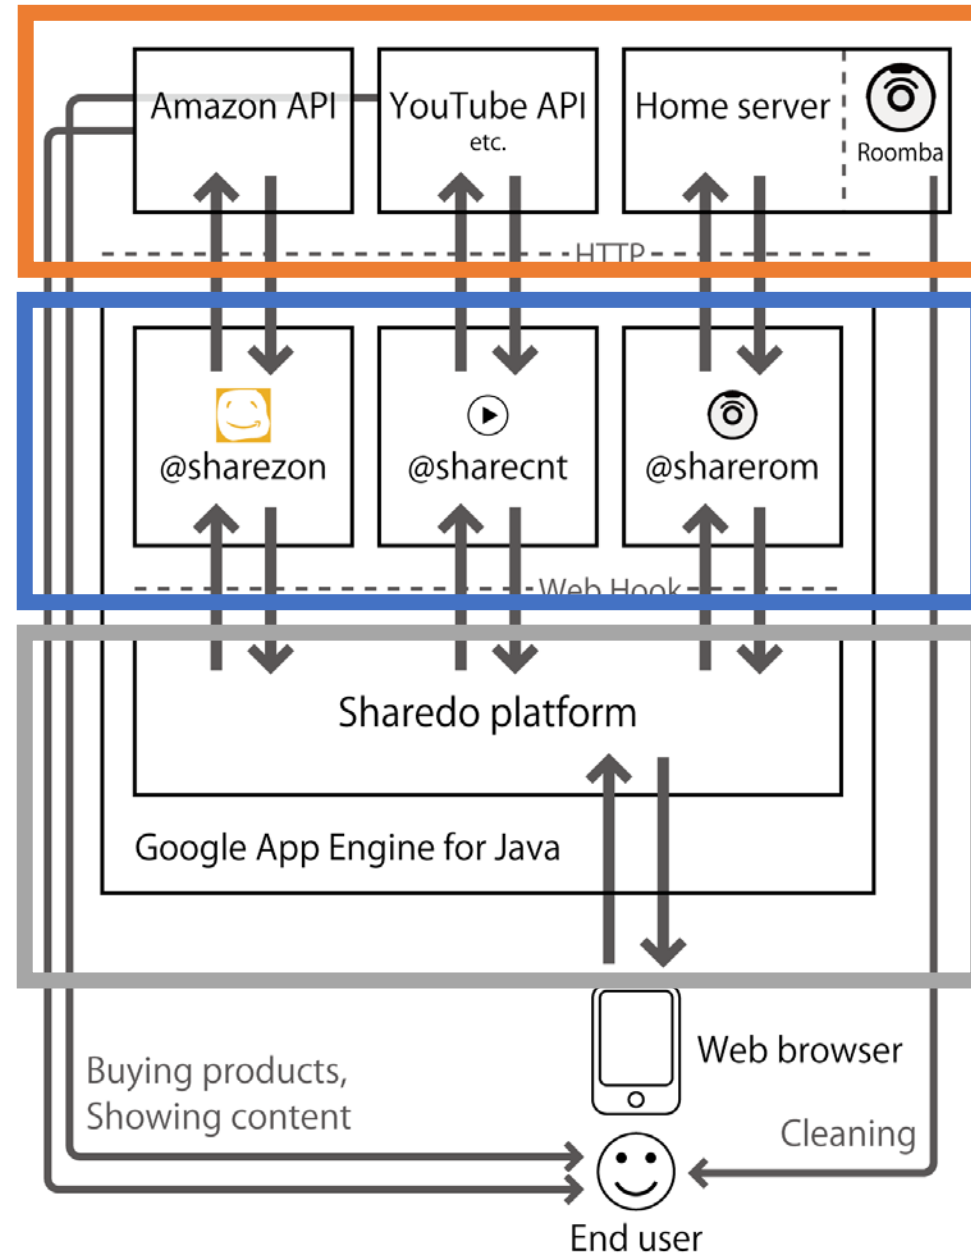 Amazon API
YouTube API
etc.
Home server
Roomba
HTTP
@sharezon
@sharecnt
@sharerom
Web Hook
Sharedo platform
Google App Engine for Java
Web browser
Buying products,
Showing content
Cleaning
End user